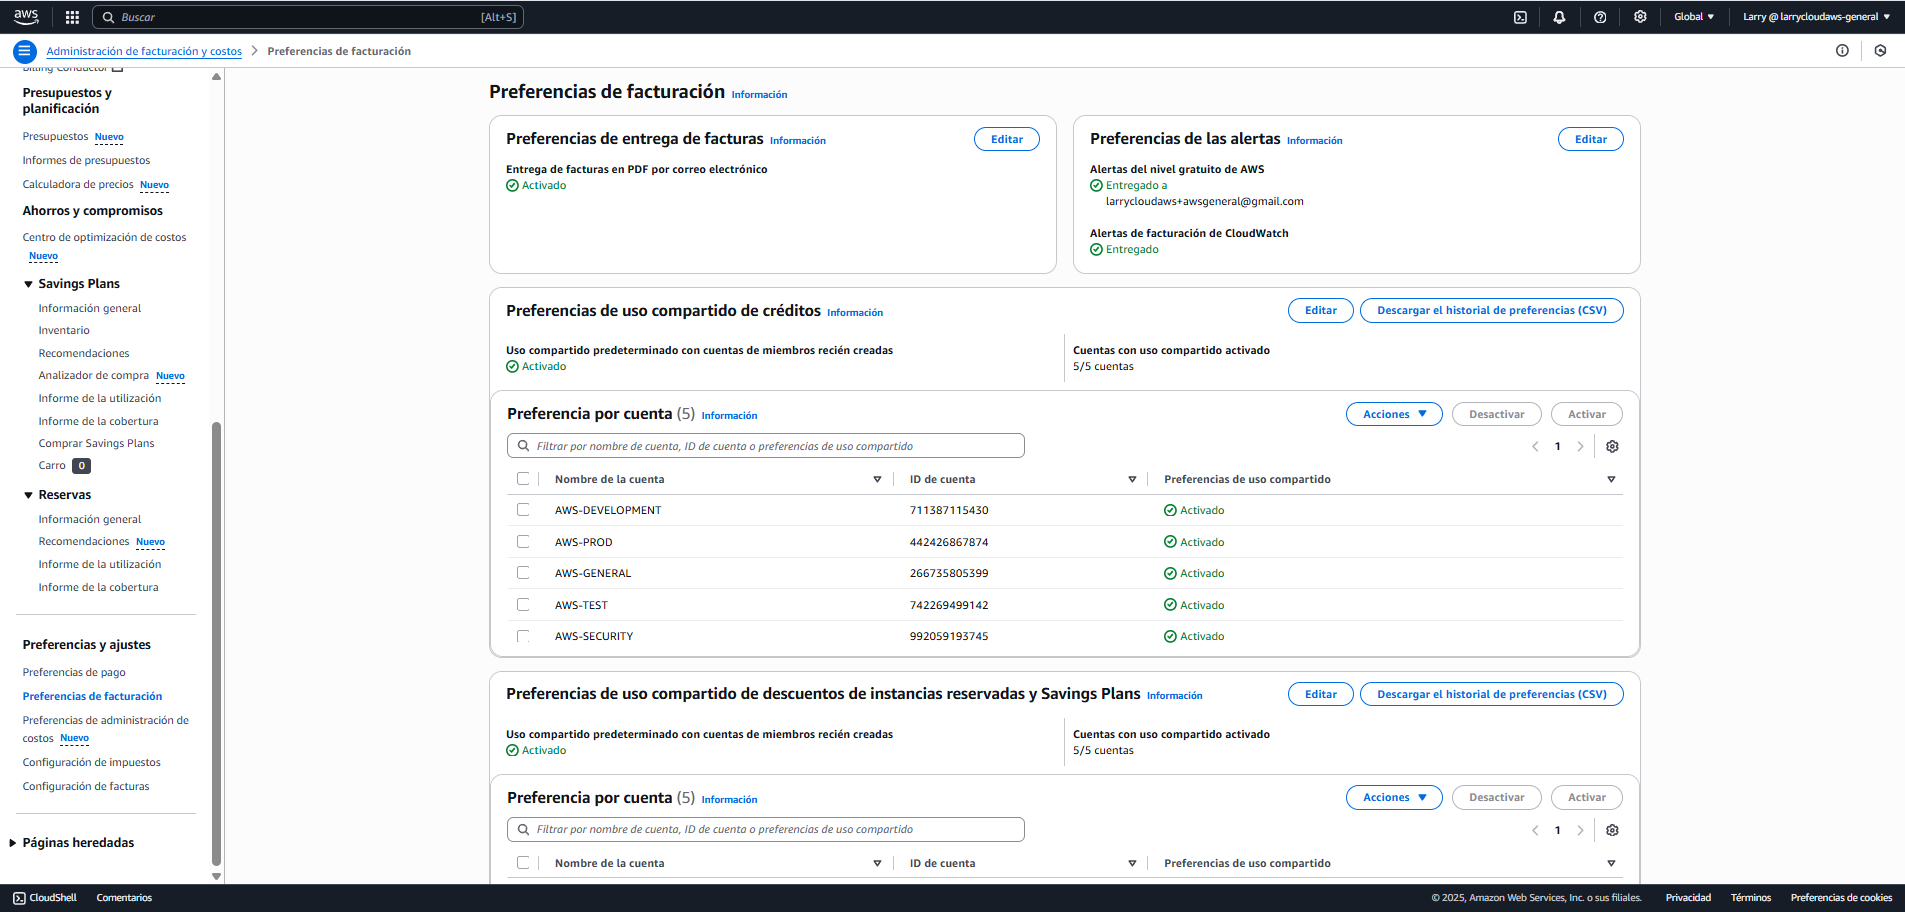 aws
Buscar
[Alt+S]
Global
Larry @ larrycloudaws-general
Administración de facturación y costos
Preferencias de facturación
Billing Conductor
Presupuestos y
planificación
Presupuestos Nuevo
Informes de presupuestos
Calculadora de precios Nuevo
Ahorros y compromisos
Centro de optimización de costos
Nuevo
Savings Plans
Información general
Inventario
Recomendaciones
Analizador de compra Nuevo
Informe de la utilización
Informe de la cobertura
Comprar Savings Plans
Carro 0
Reservas
Información general
Recomendaciones Nuevo
Informe de la utilización
Informe de la cobertura
Preferencias y ajustes
Preferencias de pago
Preferencias de facturación
Preferencias de administración de
costos Nuevo
Configuración de impuestos
Configuración de facturas
Páginas heredadas
Preferencias de facturación Información
Preferencias de entrega de facturas Información
Editar
Entrega de facturas en PDF por correo electrónico
Activado
Preferencias de las alertas Información
Editar
Alertas del nivel gratuito de AWS
Entregado a
larrycloudaws+awsgeneral@gmail.com
Alertas de facturación de CloudWatch
Entregado
Preferencias de uso compartido de créditos Información
Editar
Descargar el historial de preferencias (CSV)
Uso compartido predeterminado con cuentas de miembros recién creadas
Activado
Cuentas con uso compartido activado
5/5 cuentas
Preferencia por cuenta (5) Información
Acciones
Desactivar
Activar
Filtrar por nombre de cuenta, ID de cuenta o preferencias de uso compartido
1
Nombre de la cuenta ID de cuenta Preferencias de uso compartido
AWS-DEVELOPMENT 711387115430 Activado
AWS-PROD 442426867874 Activado
AWS-GENERAL 266735805399 Activado
AWS-TEST 742269499142 Activado
AWS-SECURITY 992059193745 Activado
Preferencias de uso compartido de descuentos de instancias reservadas y Savings Plans Información
Editar
Descargar el historial de preferencias (CSV)
Uso compartido predeterminado con cuentas de miembros recién creadas
Activado
Cuentas con uso compartido activado
5/5 cuentas
Preferencia por cuenta (5) Información
Acciones
Desactivar
Activar
Filtrar por nombre de cuenta, ID de cuenta o preferencias de uso compartido
1
Nombre de la cuenta ID de cuenta Preferencias de uso compartido
CloudShell
Comentarios
© 2025, Amazon Web Services, Inc. o sus filiales.
Privacidad
Términos
Preferencias de cookies